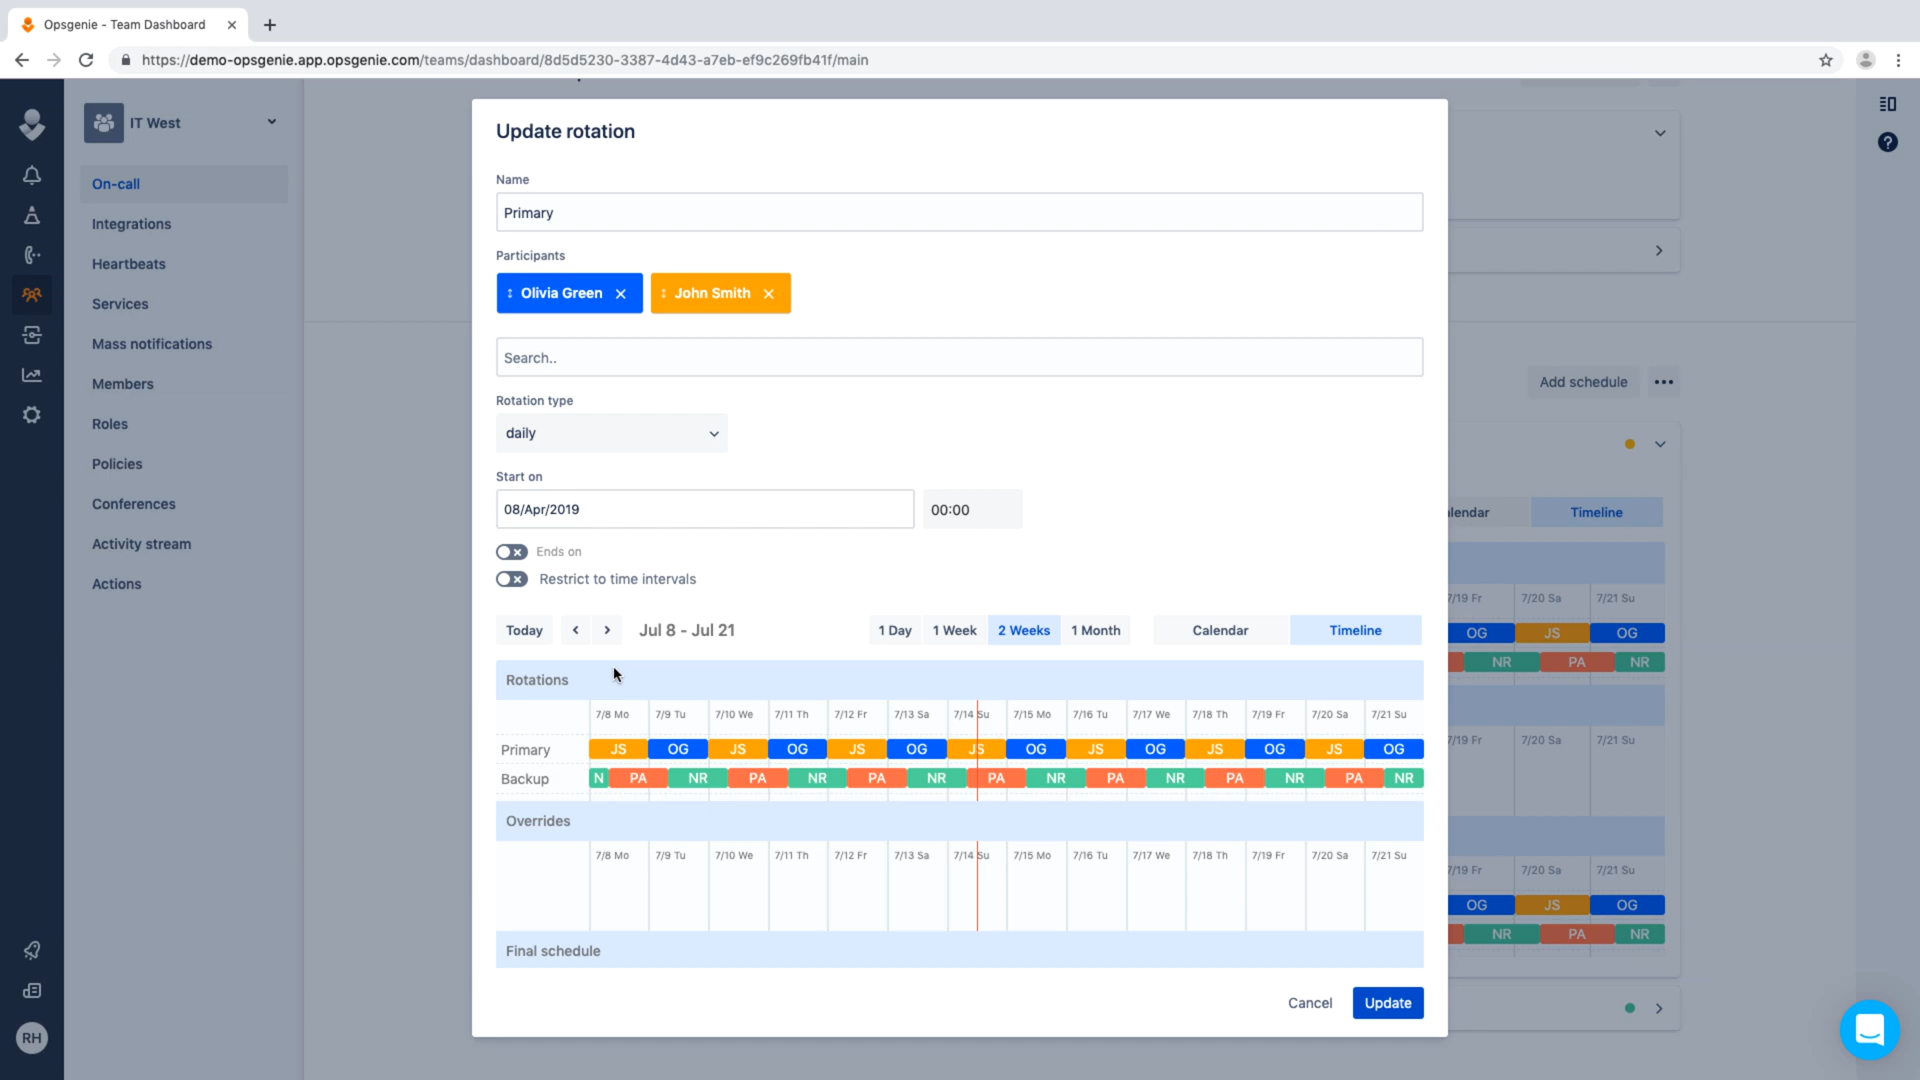 Opsgenie - Team Dashboard
https://demo-opsgenie.app.opsgenie.com/teams/dashboard/8d5d5230-3387-4d43-a7eb-ef9c269fb41f/main
IT West
On-call
Integrations
Heartbeats
Services
Mass notifications
Members
Roles
Policies
Conferences
Activity stream
Actions
RH
Update rotation
Name
Primary
Participants
Olivia Green
John Smith
Search..
Rotation type
daily
Start on
08/Apr/2019 00:00
Ends on
Restrict to time intervals
Today Jul 8 - Jul 21 1 Day 1 Week 2 Weeks 1 Month Calendar Timeline
Rotations
7/8 Mo 7/9 Tu 7/10 We 7/11 Th 7/12 Fr 7/13 Sa 7/14 Su 7/15 Mo 7/16 Tu 7/17 We 7/18 Th 7/19 Fr 7/20 Sa 7/21 Su
Primary JS OG JS OG JS OG JS OG JS OG JS OG JS OG
Backup N PA NR PA NR PA NR PA NR PA NR PA NR PA NR
Overrides
7/8 Mo 7/9 Tu 7/10 We 7/11 Th 7/12 Fr 7/13 Sa 7/14 Su 7/15 Mo 7/16 Tu 7/17 We 7/18 Th 7/19 Fr 7/20 Sa 7/21 Su
Final schedule
Cancel Update
Add schedule
lendar Timeline
7/19 Fr 7/20 Sa 7/21 Su
OG JS OG
NR PA NR
7/19 Fr 7/20 Sa 7/21 Su
7/19 Fr 7/20 Sa 7/21 Su
OG JS OG
NR PA NR